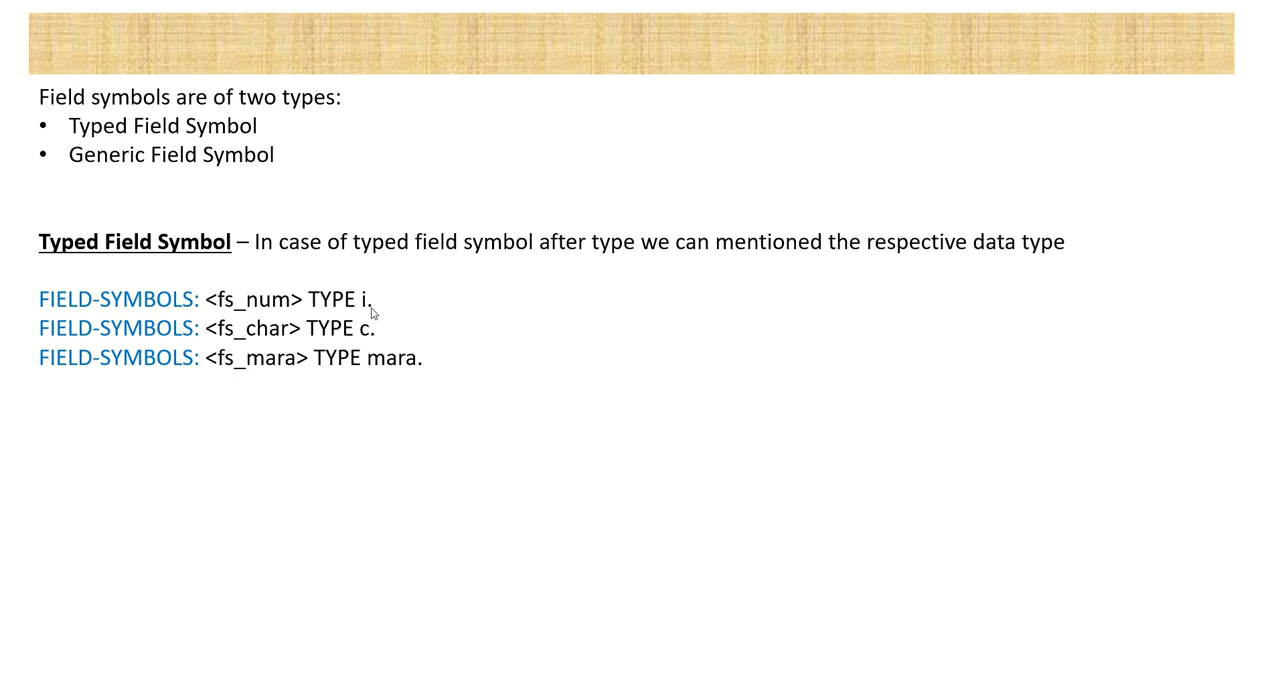 Field symbols are of two types:
• Typed Field Symbol
• Generic Field Symbol
Typed Field Symbol – In case of typed field symbol after type we can mentioned the respective data type
FIELD-SYMBOLS: <fs_num> TYPE i.
FIELD-SYMBOLS: <fs_char> TYPE c.
FIELD-SYMBOLS: <fs_mara> TYPE mara.